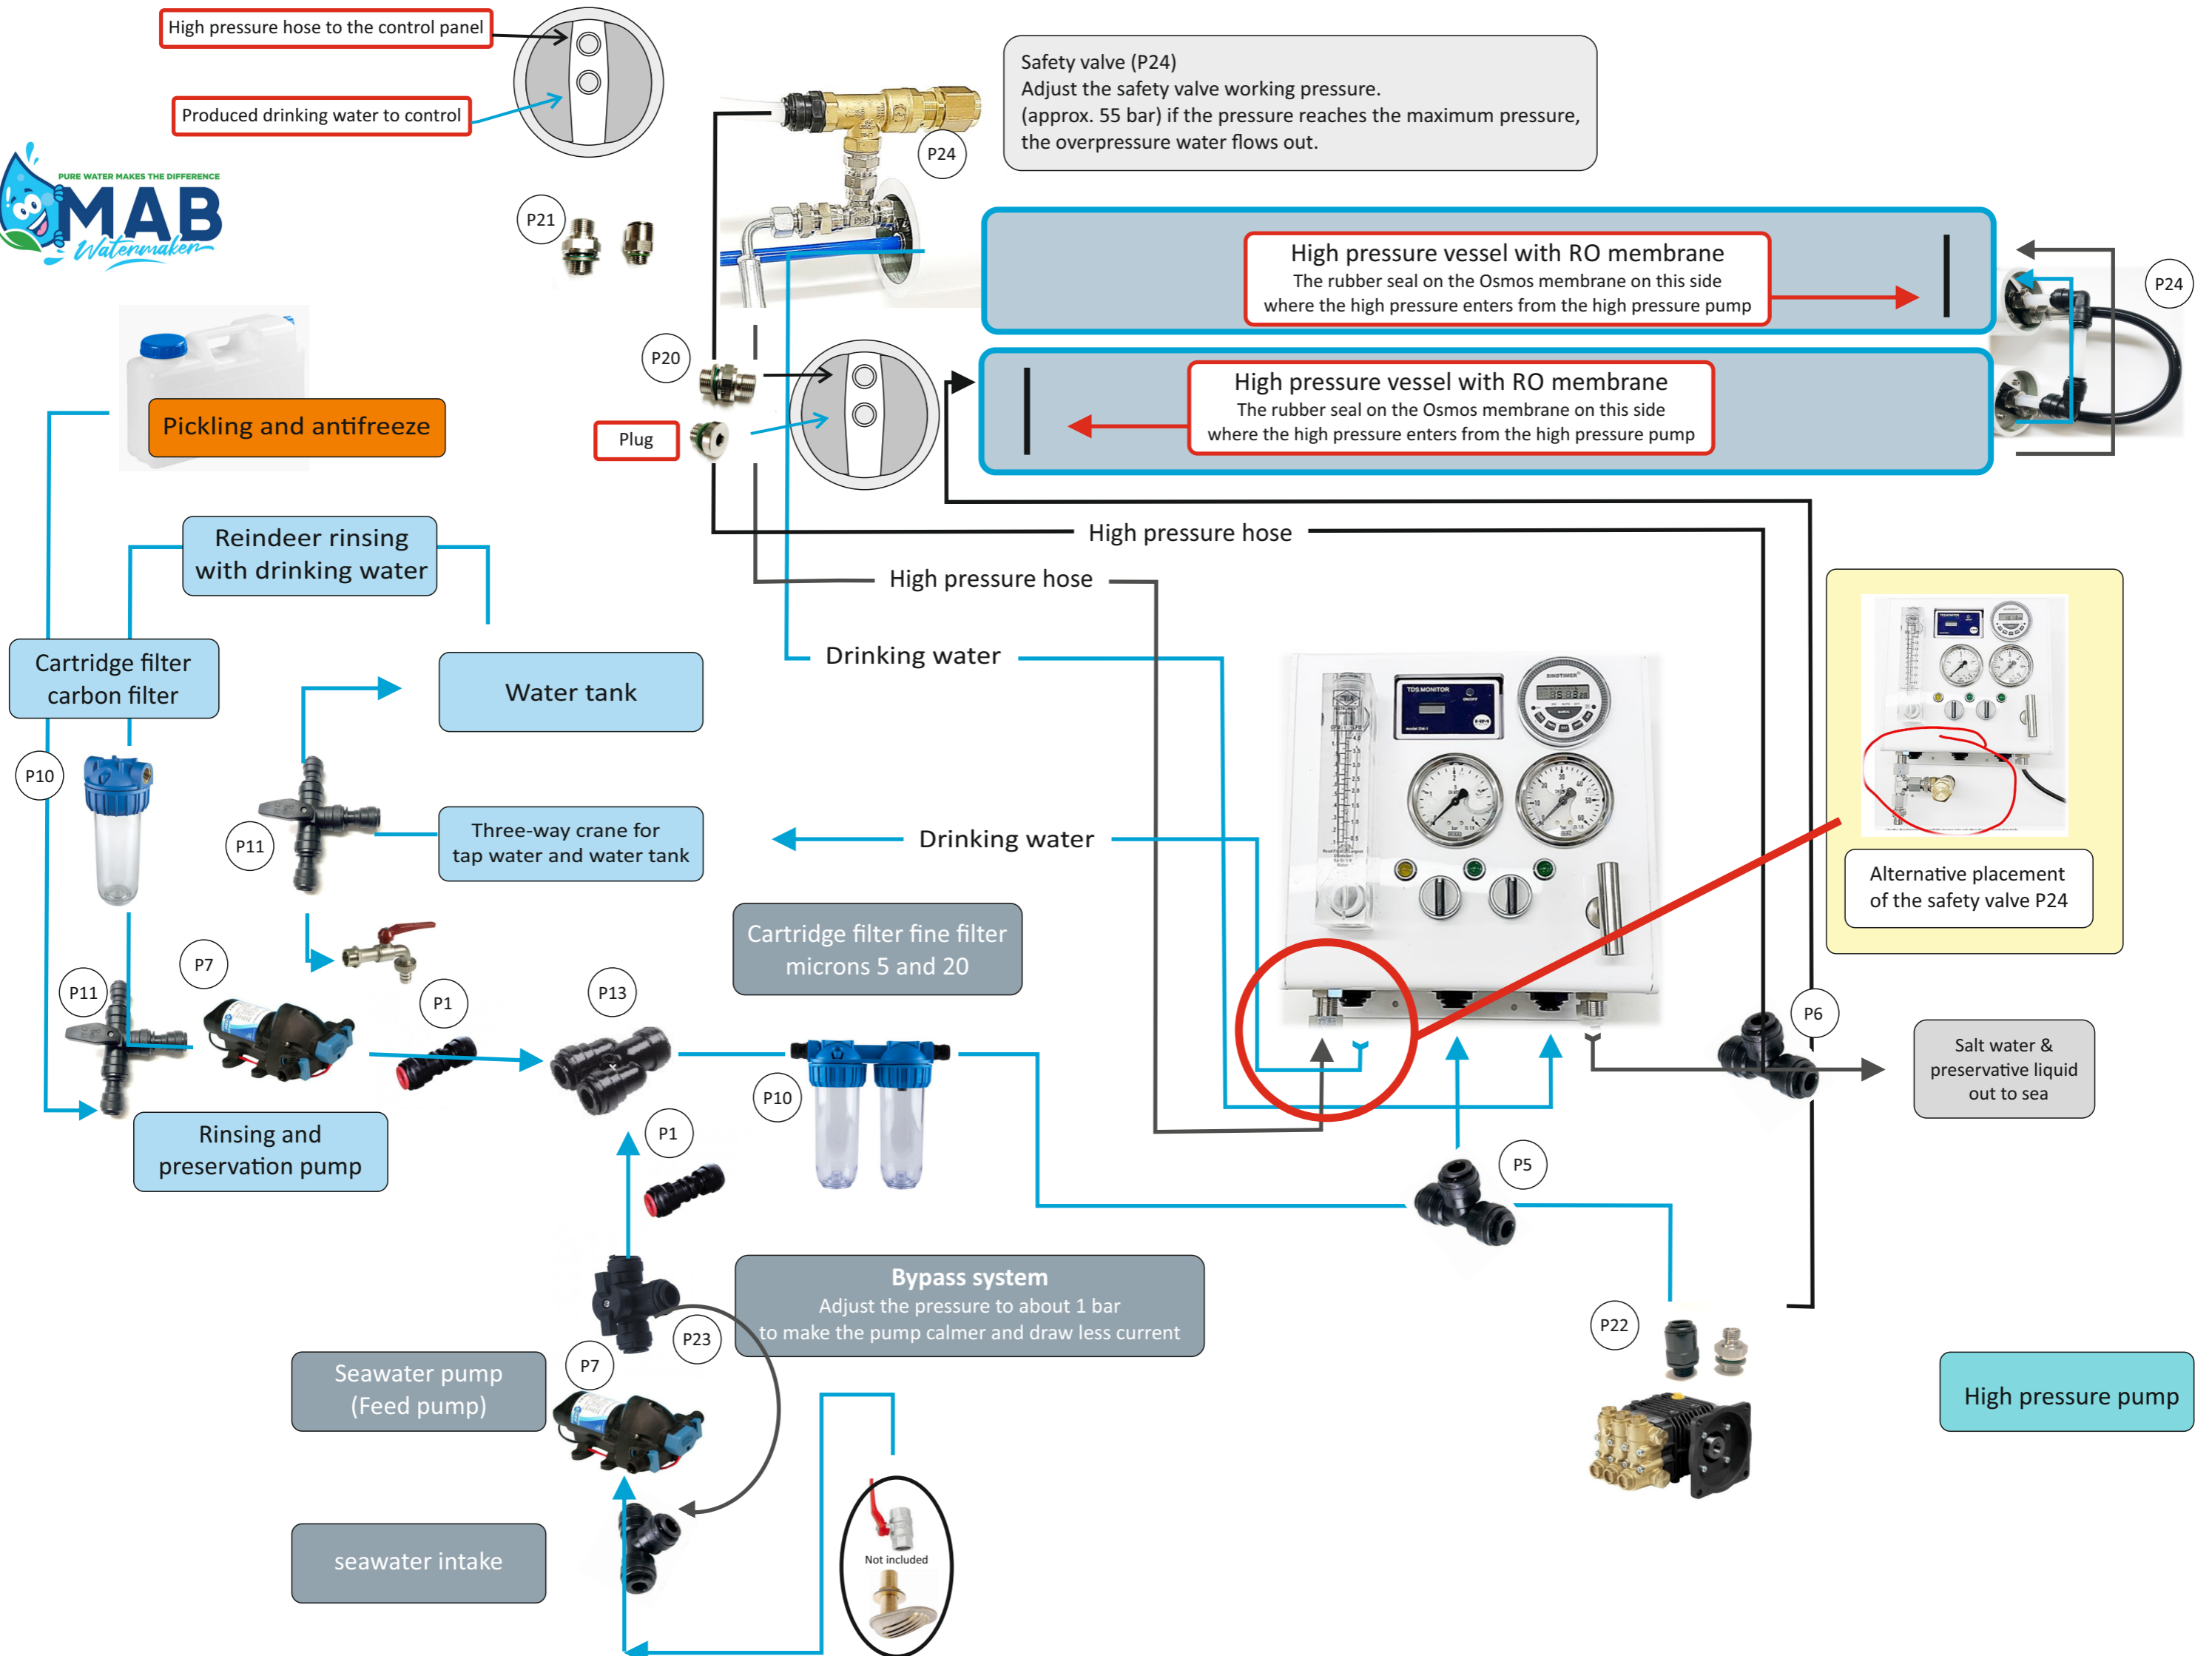 High pressure hose to the control panel
Produced drinking water to control
PURE WATER MAKES THE DIFFERENCE
MAB
Watermaker
P21
P24
Safety valve (P24)
Adjust the safety valve working pressure.
(approx. 55 bar) if the pressure reaches the maximum pressure,
the overpressure water flows out.
High pressure vessel with RO membrane
The rubber seal on the Osmos membrane on this side
where the high pressure enters from the high pressure pump
P24
P20
Plug
High pressure vessel with RO membrane
The rubber seal on the Osmos membrane on this side
where the high pressure enters from the high pressure pump
Pickling and antifreeze
High pressure hose
High pressure hose
Reindeer rinsing
with drinking water
Cartridge filter
carbon filter
Water tank
Drinking water
P10
P11
Three-way crane for
tap water and water tank
Drinking water
TDS MONITOR
ON/OFF
SINOTIMER
MANUAL
bar
Alternative placement
of the safety valve P24
Cartridge filter fine filter
microns 5 and 20
P7
P11
P1
P13
P10
P6
Salt water &
preservative liquid
out to sea
Rinsing and
preservation pump
P1
P5
Bypass system
Adjust the pressure to about 1 bar
to make the pump calmer and draw less current
P23
P7
P22
Seawater pump
(Feed pump)
High pressure pump
seawater intake
Not included